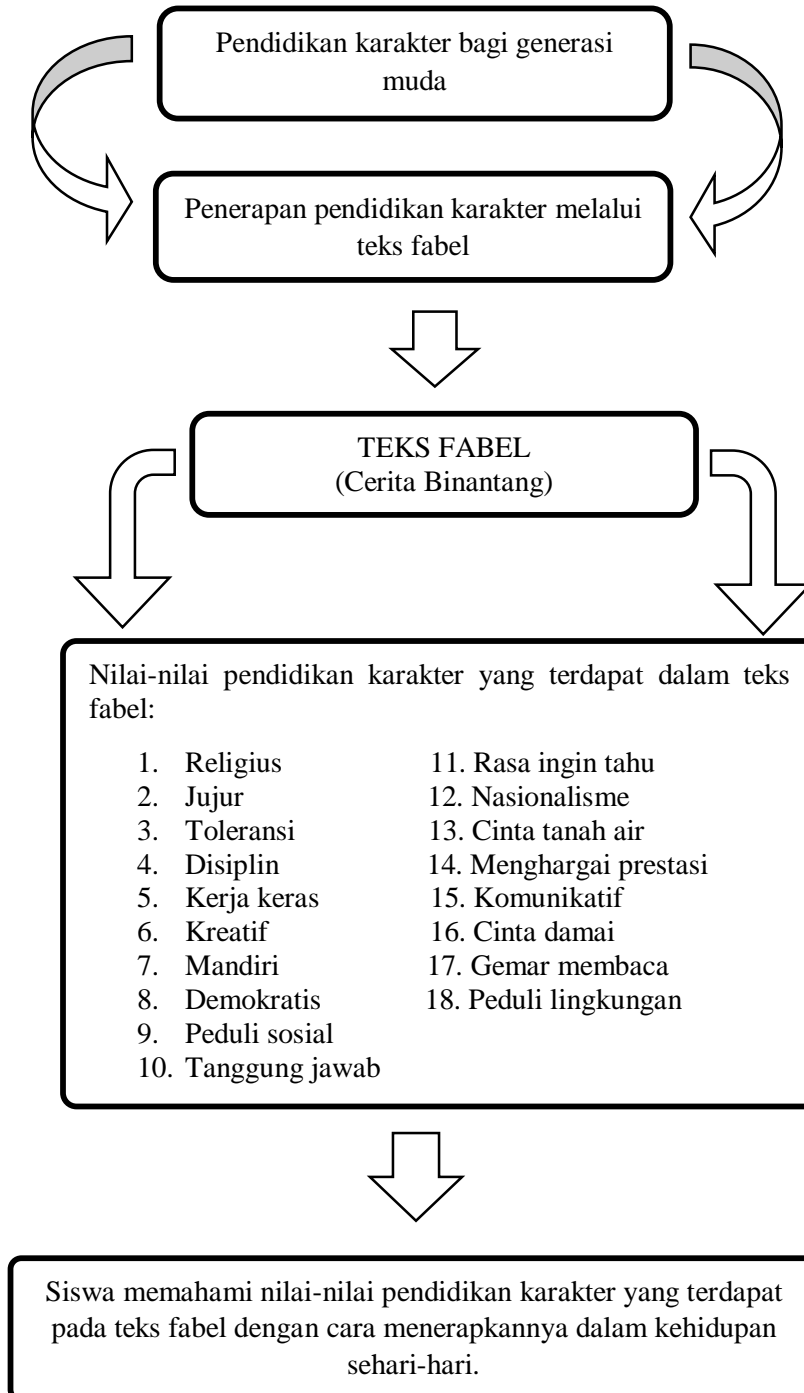 Pendidikan karakter bagi generasi
muda
Penerapan pendidikan karakter melalui
teks fabel
TEKS FABEL
(Cerita Binantang)
Nilai-nilai pendidikan karakter yang terdapat dalam teks
fabel:
1. Religius
2. Jujur
3. Toleransi
4. Disiplin
5. Kerja keras
6. Kreatif
7. Mandiri
8. Demokratis
9. Peduli sosial
10. Tanggung jawab
11. Rasa ingin tahu
12. Nasionalisme
13. Cinta tanah air
14. Menghargai prestasi
15. Komunikatif
16. Cinta damai
17. Gemar membaca
18. Peduli lingkungan
Siswa memahami nilai-nilai pendidikan karakter yang terdapat
pada teks fabel dengan cara menerapkannya dalam kehidupan
sehari-hari.